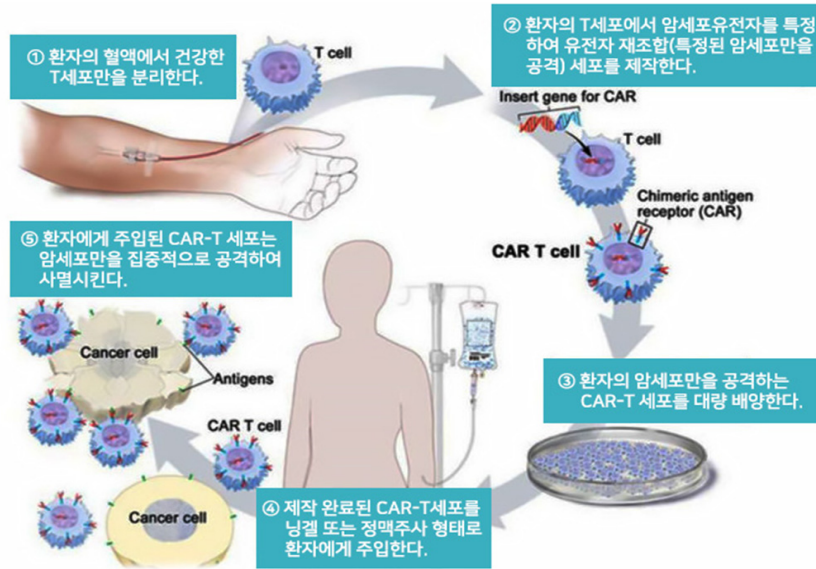 ① 환자의 혈액에서 건강한
T세포만을 분리한다.
T cell
② 환자의 T세포에서 암세포유전자를 특정
하여 유전자 재조합(특정된 암세포만을
공격) 세포를 제작한다.
Insert gene for CAR
T cell
Chimeric antigen
receptor (CAR)
CAR T cell
③ 환자의 암세포만을 공격하는
CAR-T 세포를 대량 배양한다.
④ 제작 완료된 CAR-T세포를
닝겔 또는 정맥주사 형태로
환자에게 주입한다.
⑤ 환자에게 주입된 CAR-T 세포는
암세포만을 집중적으로 공격하여
사멸시킨다.
Cancer cell
Antigens
CAR T cell
Cancer cell